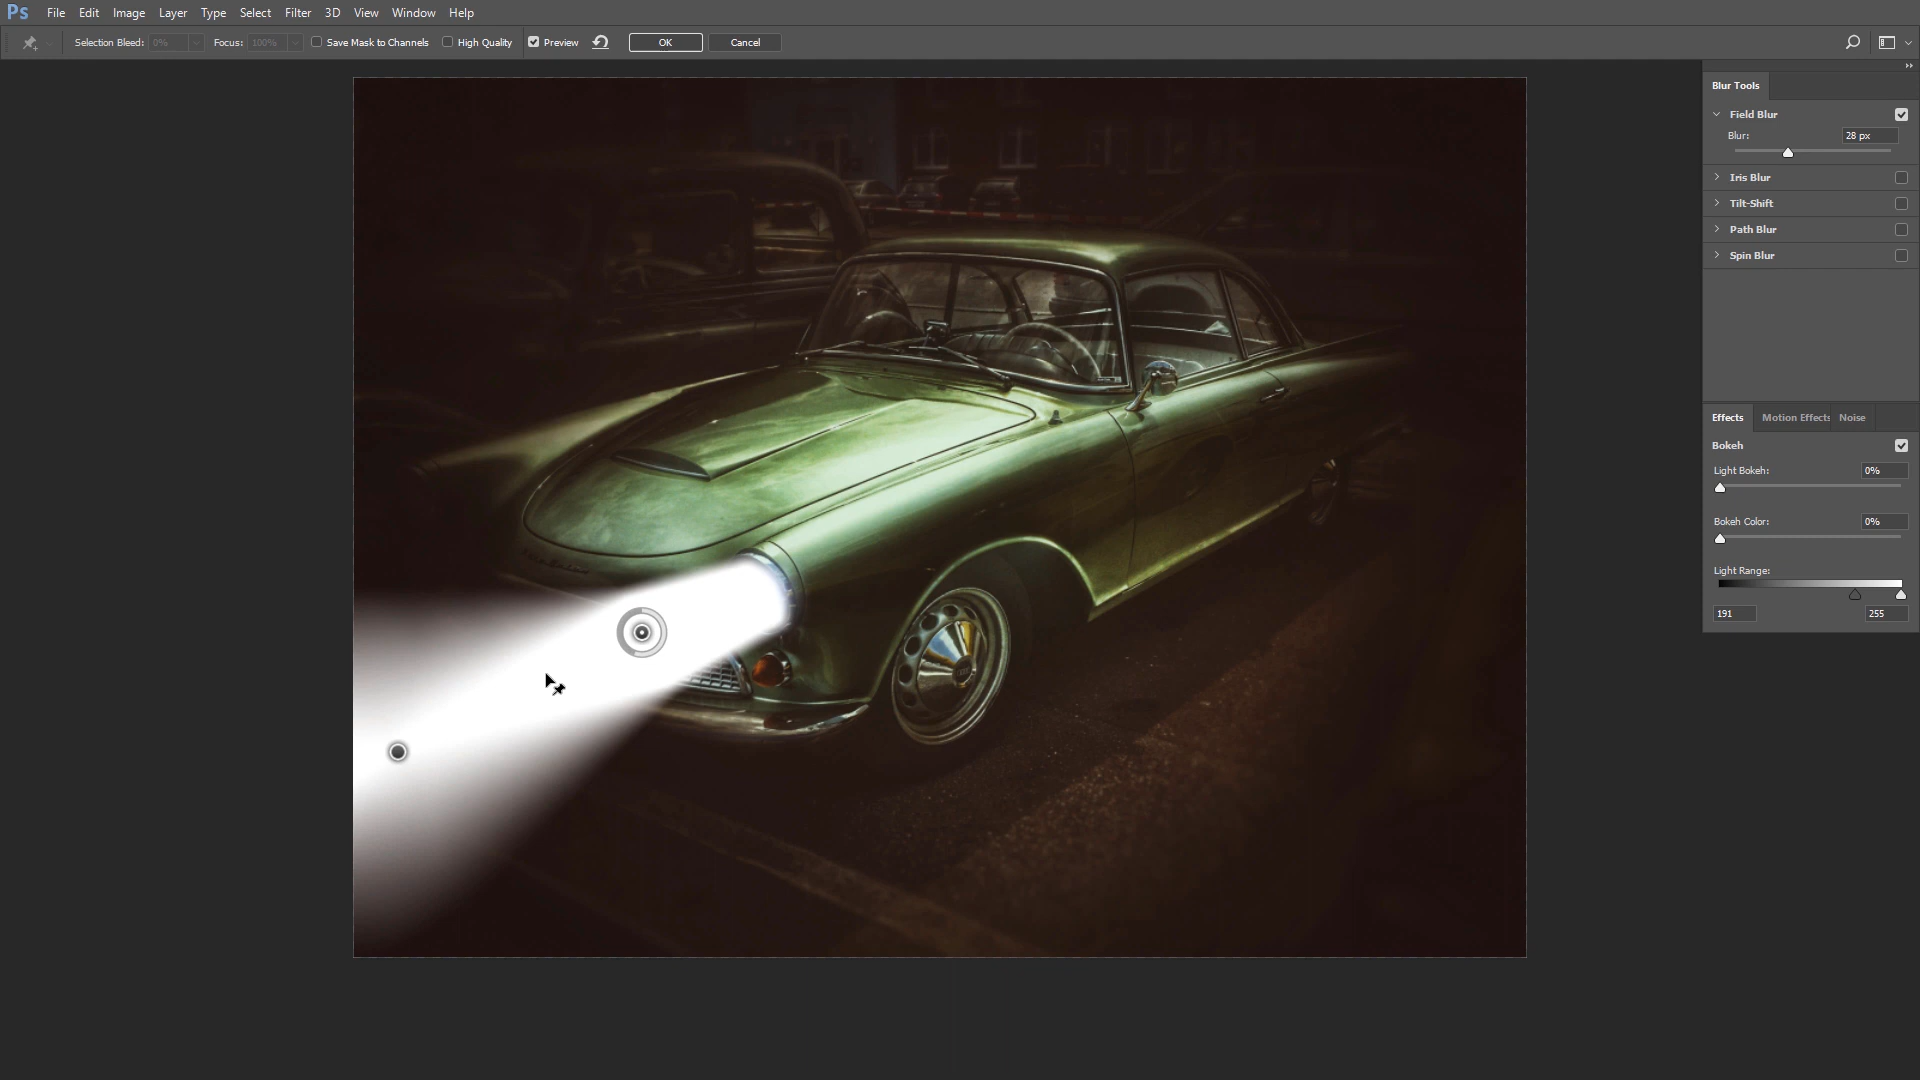 Ps File Edit Image Layer Type Select Filter 3D View Window Help
Selection Bleed: 0% Focus: 100% Save Mask to Channels High Quality Preview OK Cancel
Blur Tools
Field Blur
Blur: 28 px
Iris Blur
Tilt-Shift
Path Blur
Spin Blur
Effects Motion Effects Noise
Bokeh
Light Bokeh: 0%
Bokeh Color: 0%
Light Range:
191 255